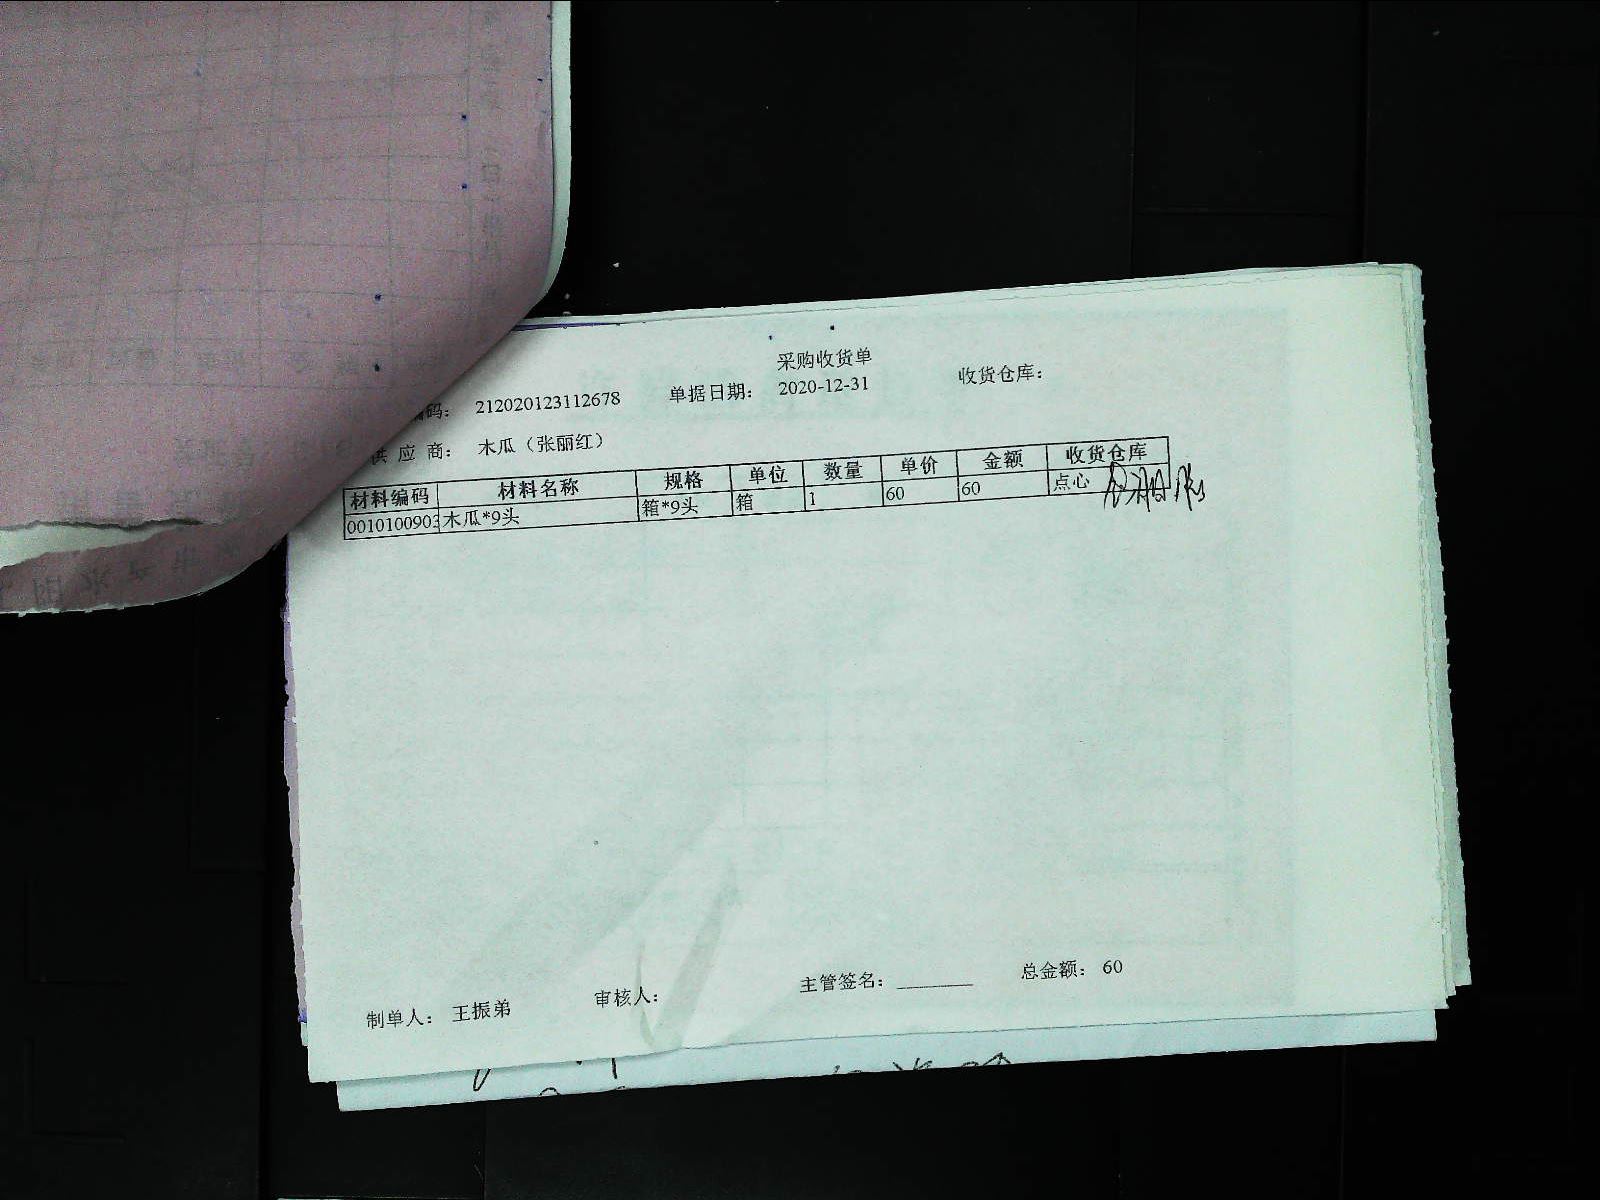 采购收货单
码： 212020123112678 单据日期： 2020-12-31 收货仓库：
供应商： 木瓜（张丽红）
材料编码 材料名称 规格 单位 数量 单价 金额 收货仓库
0010100903 木瓜*9头 箱*9头 箱 1 60 60 点心
制单人： 王振弟 审核人： 主管签名：________ 总金额： 60